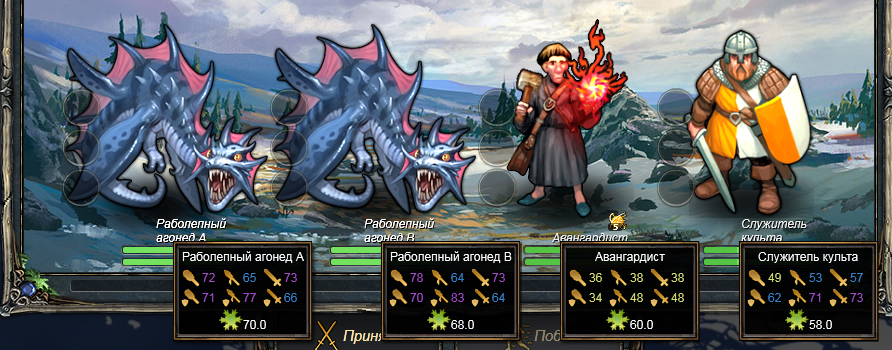 Раболепный
агонед А
Раболепный
агонед В
5
Авангардист
Служитель
культа
Раболепный агонед А
72 65 73
71 77 66
70.0
Раболепный агонед В
78 64 73
70 83 64
68.0
Авангардист
36 38 38
34 48 48
60.0
Служитель культа
49 53 57
62 71 73
58.0